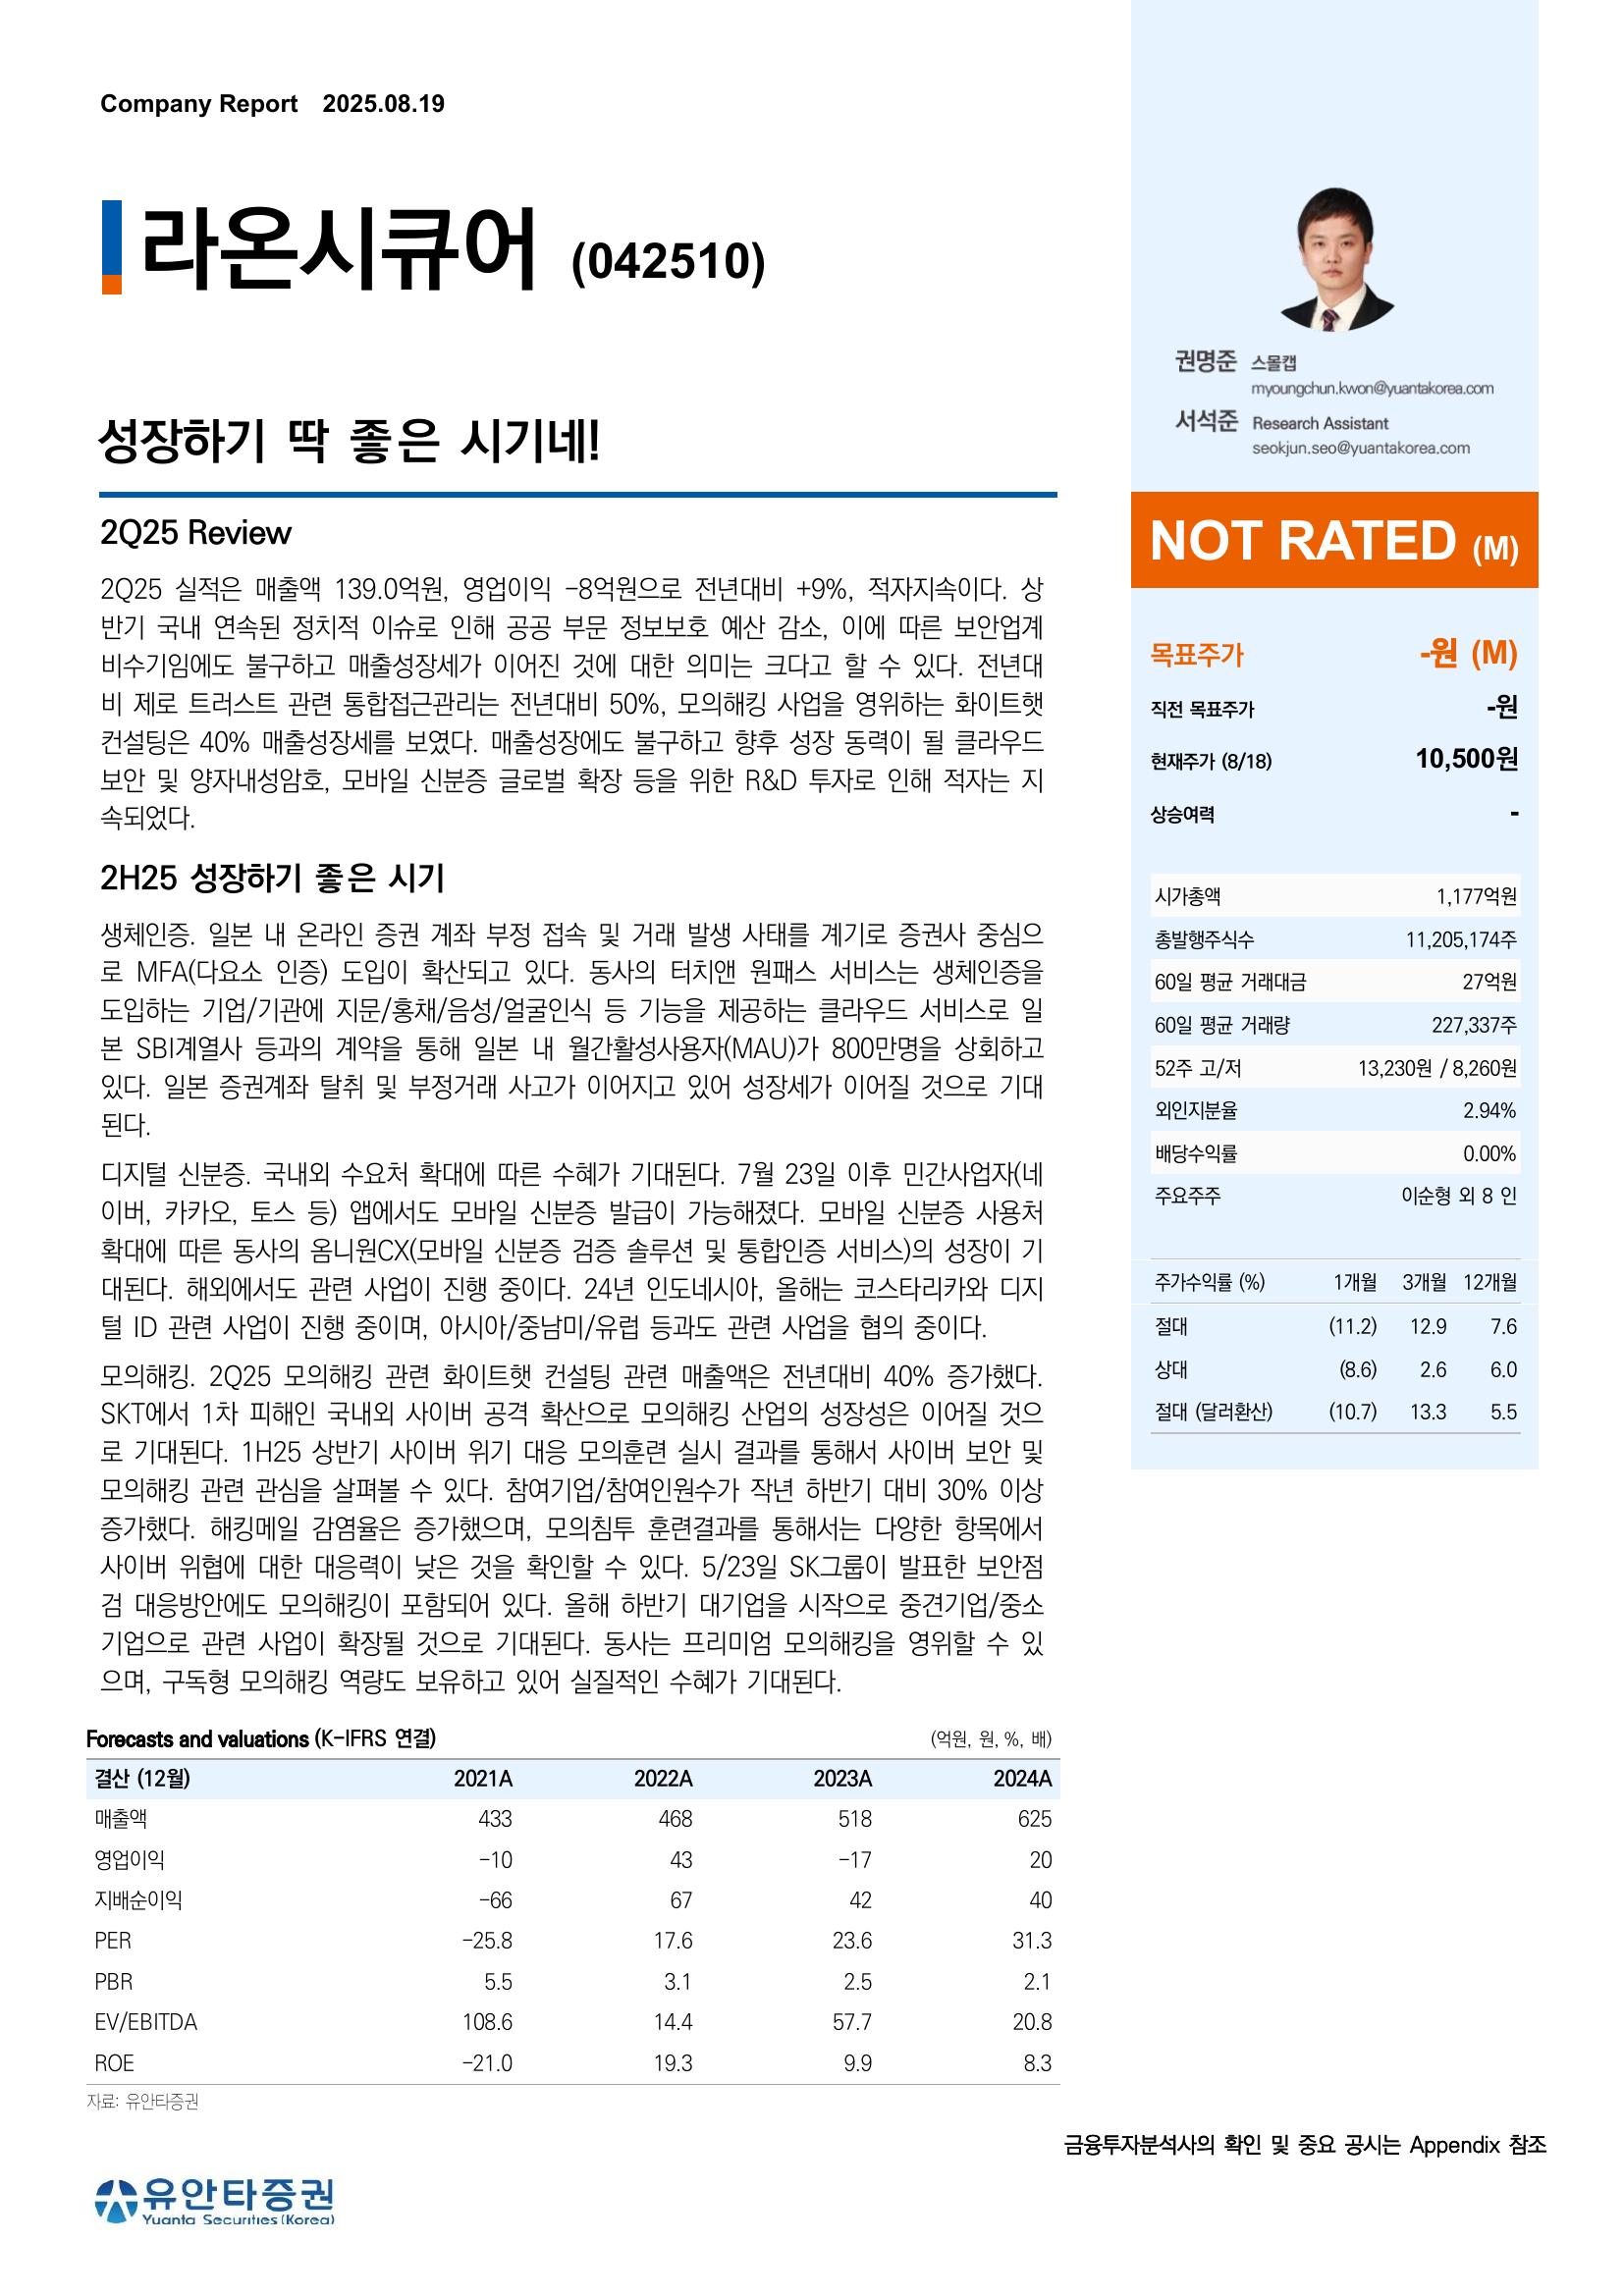 Company Report 2025.08.19
라온시큐어 (042510)
성장하기 딱 좋은 시기네!
2Q25 Review
2Q25 실적은 매출액 139.0억원, 영업이익 -8억원으로 전년대비 +9%, 적자지속이다. 상
반기 국내 연속된 정치적 이슈로 인해 공공 부문 정보보호 예산 감소, 이에 따른 보안업계
비수기임에도 불구하고 매출성장세가 이어진 것에 대한 의미는 크다고 할 수 있다. 전년대
비 제로 트러스트 관련 통합접근관리는 전년대비 50%, 모의해킹 사업을 영위하는 화이트햇
컨설팅은 40% 매출성장세를 보였다. 매출성장에도 불구하고 향후 성장 동력이 될 클라우드
보안 및 양자내성암호, 모바일 신분증 글로벌 확장 등을 위한 R&D 투자로 인해 적자는 지
속되었다.
2H25 성장하기 좋은 시기
생체인증. 일본 내 온라인 증권 계좌 부정 접속 및 거래 발생 사태를 계기로 증권사 중심으
로 MFA(다요소 인증) 도입이 확산되고 있다. 동사의 터치앤 원패스 서비스는 생체인증을
도입하는 기업/기관에 지문/홍채/음성/얼굴인식 등 기능을 제공하는 클라우드 서비스로 일
본 SBI계열사 등과의 계약을 통해 일본 내 월간활성사용자(MAU)가 800만명을 상회하고
있다. 일본 증권계좌 탈취 및 부정거래 사고가 이어지고 있어 성장세가 이어질 것으로 기대
된다.
디지털 신분증. 국내외 수요처 확대에 따른 수혜가 기대된다. 7월 23일 이후 민간사업자(네
이버, 카카오, 토스 등) 앱에서도 모바일 신분증 발급이 가능해졌다. 모바일 신분증 사용처
확대에 따른 동사의 옴니원CX(모바일 신분증 검증 솔루션 및 통합인증 서비스)의 성장이 기
대된다. 해외에서도 관련 사업이 진행 중이다. 24년 인도네시아, 올해는 코스타리카와 디지
털 ID 관련 사업이 진행 중이며, 아시아/중남미/유럽 등과도 관련 사업을 협의 중이다.
모의해킹. 2Q25 모의해킹 관련 화이트햇 컨설팅 관련 매출액은 전년대비 40% 증가했다.
SKT에서 1차 피해인 국내외 사이버 공격 확산으로 모의해킹 산업의 성장성은 이어질 것으
로 기대된다. 1H25 상반기 사이버 위기 대응 모의훈련 실시 결과를 통해서 사이버 보안 및
모의해킹 관련 관심을 살펴볼 수 있다. 참여기업/참여인원수가 작년 하반기 대비 30% 이상
증가했다. 해킹메일 감염율은 증가했으며, 모의침투 훈련결과를 통해서는 다양한 항목에서
사이버 위협에 대한 대응력이 낮은 것을 확인할 수 있다. 5/23일 SK그룹이 발표한 보안점
검 대응방안에도 모의해킹이 포함되어 있다. 올해 하반기 대기업을 시작으로 중견기업/중소
기업으로 관련 사업이 확장될 것으로 기대된다. 동사는 프리미엄 모의해킹을 영위할 수 있
으며, 구독형 모의해킹 역량도 보유하고 있어 실질적인 수혜가 기대된다.
Forecasts and valuations (K-IFRS 연결) (억원, 원, %, 배)
결산 (12월) 2021A 2022A 2023A 2024A
매출액 433 468 518 625
영업이익 -10 43 -17 20
지배순이익 -66 67 42 40
PER -25.8 17.6 23.6 31.3
PBR 5.5 3.1 2.5 2.1
EV/EBITDA 108.6 14.4 57.7 20.8
ROE -21.0 19.3 9.9 8.3
자료: 유안타증권
권명준 스몰캡
myoungchun.kwon@yuantakorea.com
서석준 Research Assistant
seokjun.seo@yuantakorea.com
NOT RATED (M)
목표주가 -원 (M)
직전 목표주가 -원
현재주가 (8/18) 10,500원
상승여력 -
시가총액 1,177억원
총발행주식수 11,205,174주
60일 평균 거래대금 27억원
60일 평균 거래량 227,337주
52주 고/저 13,230원 / 8,260원
외인지분율 2.94%
배당수익률 0.00%
주요주주 이순형 외 8 인
주가수익률 (%) 1개월 3개월 12개월
절대 (11.2) 12.9 7.6
상대 (8.6) 2.6 6.0
절대 (달러환산) (10.7) 13.3 5.5
금융투자분석사의 확인 및 중요 공시는 Appendix 참조
유안타증권
Yuanta Securities (Korea)